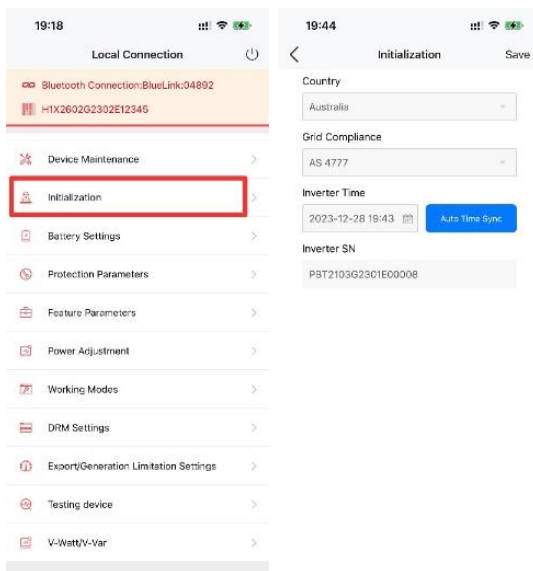 19:18
Local Connection
Bluetooth Connection:BlueLink:04892
H1X2602G2302E12345
Device Maintenance
Initialization
Battery Settings
Protection Parameters
Feature Parameters
Power Adjustment
Working Modes
DRM Settings
Export/Generation Limitation Settings
Testing device
V-Watt/V-Var
19:44
Initialization Save
Country
Australia
Grid Compliance
AS 4777
Inverter Time
2023-12-28 19:43 Auto Time Sync
Inverter SN
PBT2103G2301E00008